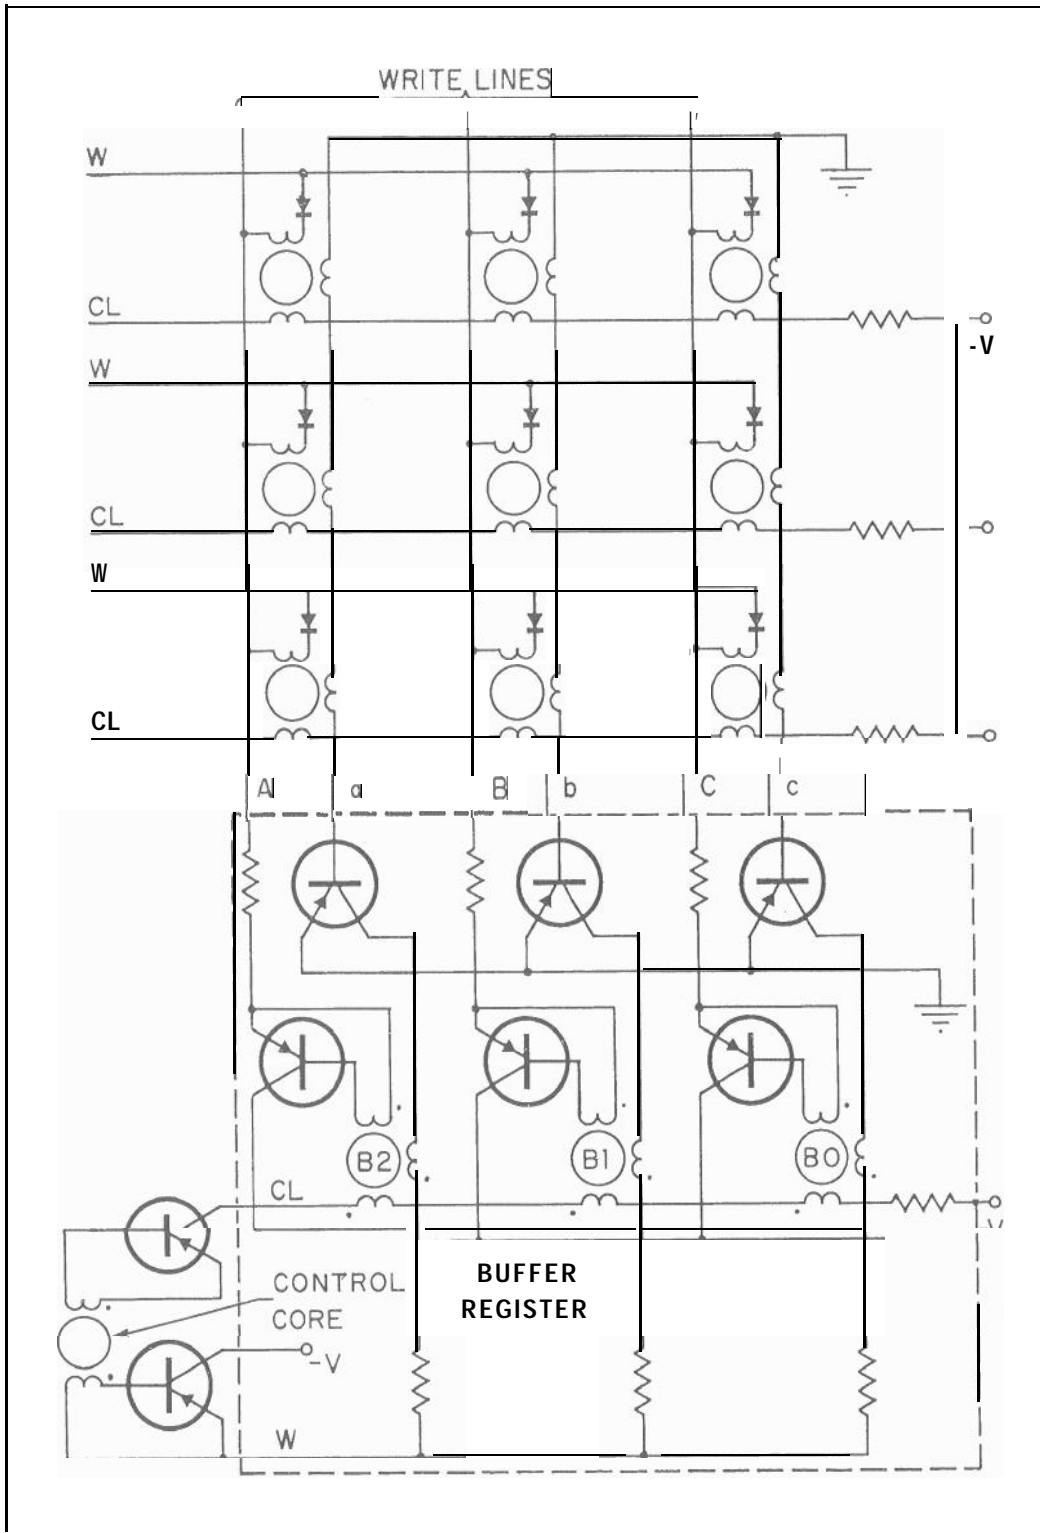 WRITE LINES
W
CL
-V
W
CL
W
CL
A a B b C c
B2 B1 B0
CL
BUFFER
REGISTER
CONTROL
CORE
-V
W